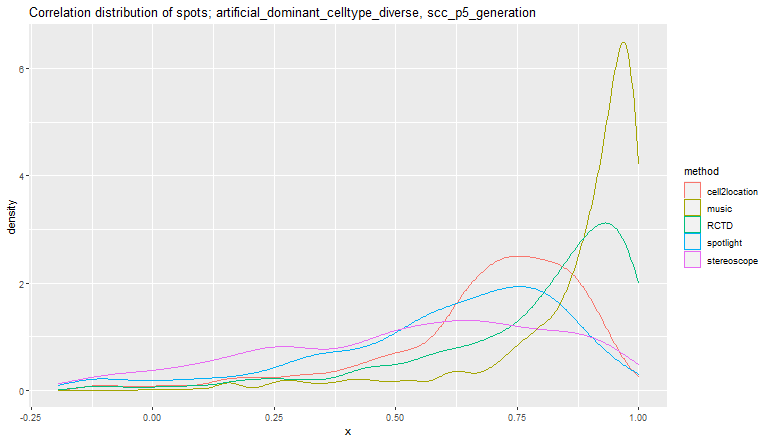 Correlation distribution of spots; artificial_dominant_celltype_diverse, scc_p5_generation
6
4
2
0
density
-0.25
0.00
0.25
0.50
0.75
1.00
x
method
cell2location
music
RCTD
spotlight
stereoscope